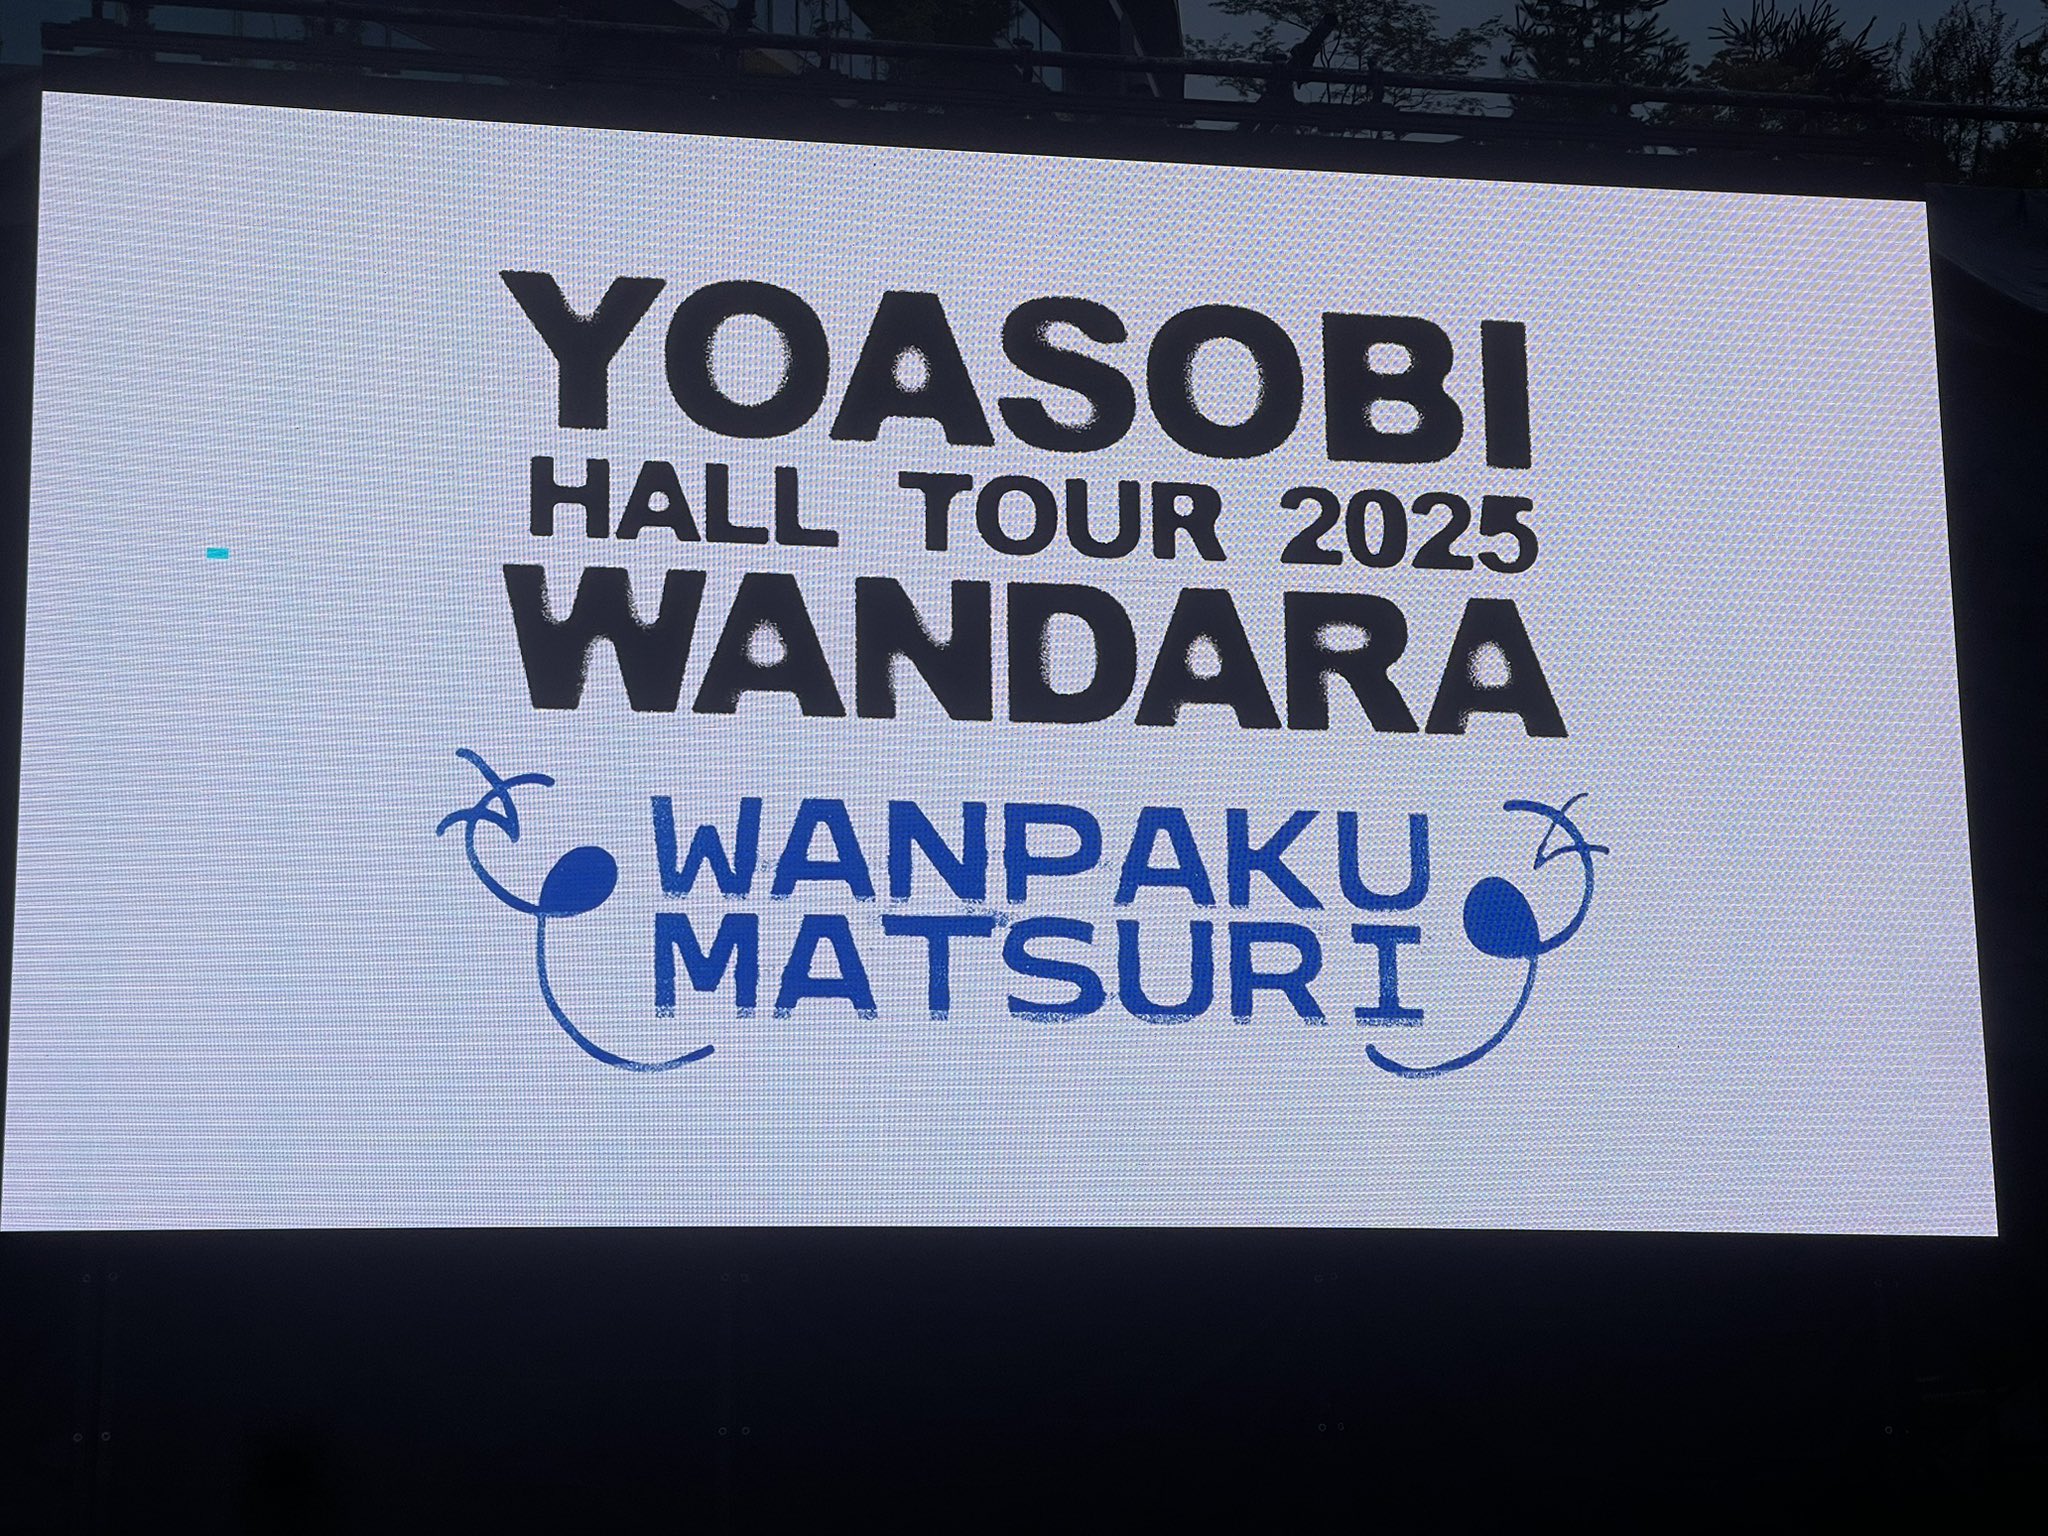 YOASOBI
HALL TOUR 2025
WANDARA
WANPAKU
MATSURI